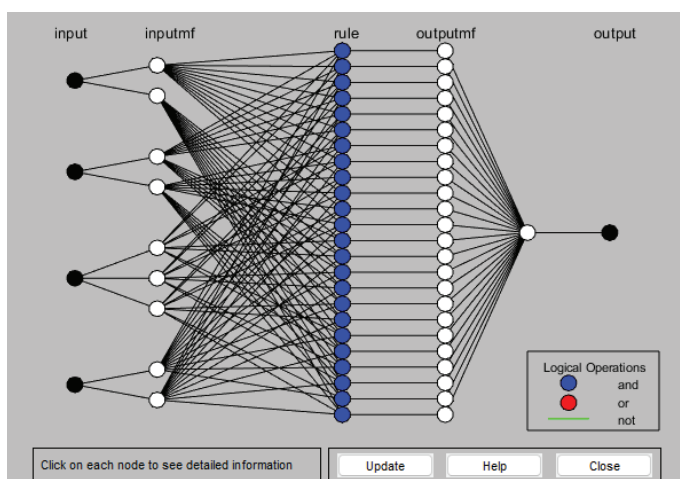 input inputmf rule outputmf output
Logical Operations
and
or
not
Click on each node to see detailed information Update Help Close